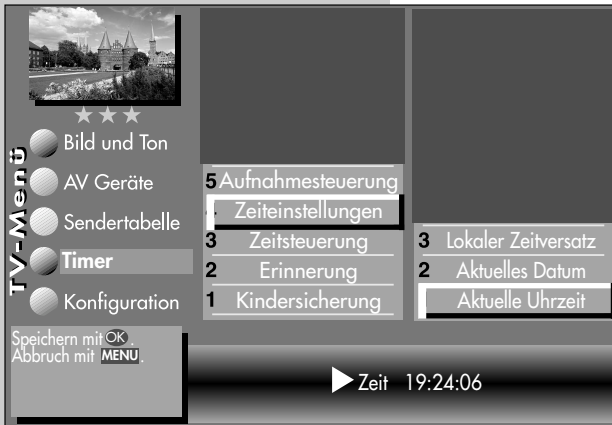 TV-Menü
Bild und Ton
AV Geräte
Sendertabelle
Timer
Konfiguration
5 Aufnahmesteuerung
Zeiteinstellungen
3 Zeitsteuerung
2 Erinnerung
1 Kindersicherung
3 Lokaler Zeitversatz
2 Aktuelles Datum
Aktuelle Uhrzeit
Speichern mit OK .
Abbruch mit MENU .
Zeit 19:24:06